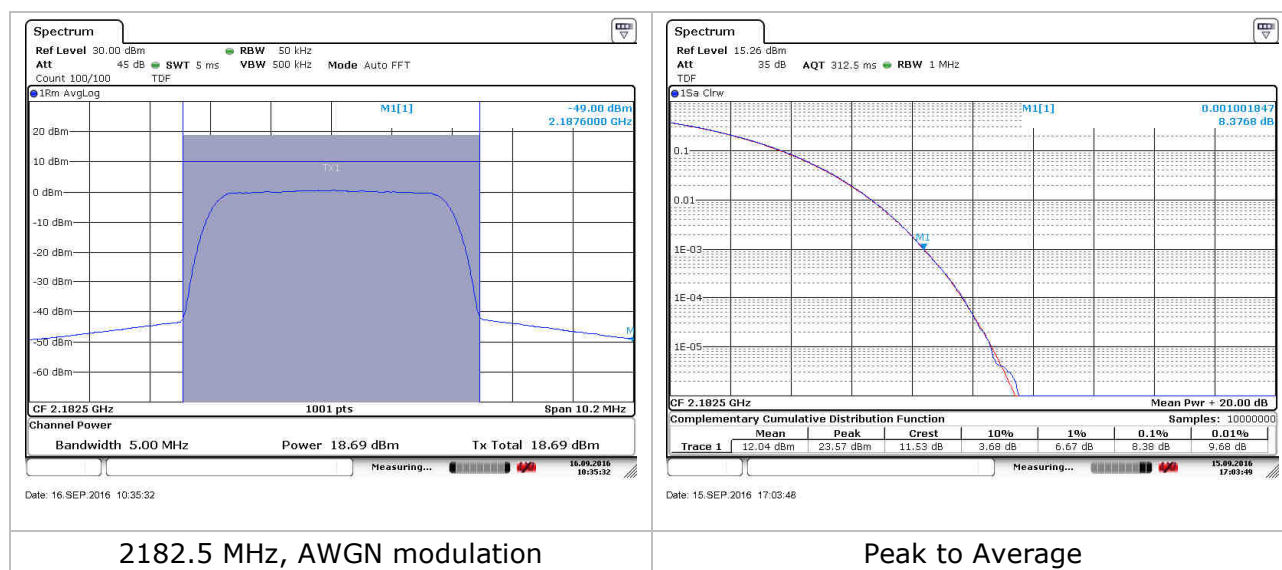 Spectrum
Ref Level 30.00 dBm RBW 50 kHz
Att 45 dB SWT 5 ms VBW 500 kHz Mode Auto FFT
Count 100/100 TDF
1Rm AvgLog
M1[1] -49.00 dBm
2.1876000 GHz
20 dBm
10 dBm
TX1
0 dBm
-10 dBm
-20 dBm
-30 dBm
-40 dBm
M
-50 dBm
-60 dBm
CF 2.1825 GHz 1001 pts Span 10.2 MHz
Channel Power
Bandwidth 5.00 MHz Power 18.69 dBm Tx Total 18.69 dBm
Measuring... 16.09.2016
10:35:32
Date: 16.SEP.2016 10:35:32
2182.5 MHz, AWGN modulation
Spectrum
Ref Level 15.26 dBm
Att 35 dB AQT 312.5 ms RBW 1 MHz
TDF
1Sa Clrw
M1[1] 0.001001847
8.3768 dB
0.1
0.01
M1
1E-03
1E-04
1E-05
CF 2.1825 GHz Mean Pwr + 20.00 dB
Complementary Cumulative Distribution Function Samples: 10000000
Mean Peak Crest 10% 1% 0.1% 0.01%
Trace 1 12.04 dBm 23.57 dBm 11.53 dB 3.68 dB 6.67 dB 8.38 dB 9.68 dB
Measuring... 15.09.2016
17:03:49
Date: 15.SEP.2016 17:03:48
Peak to Average